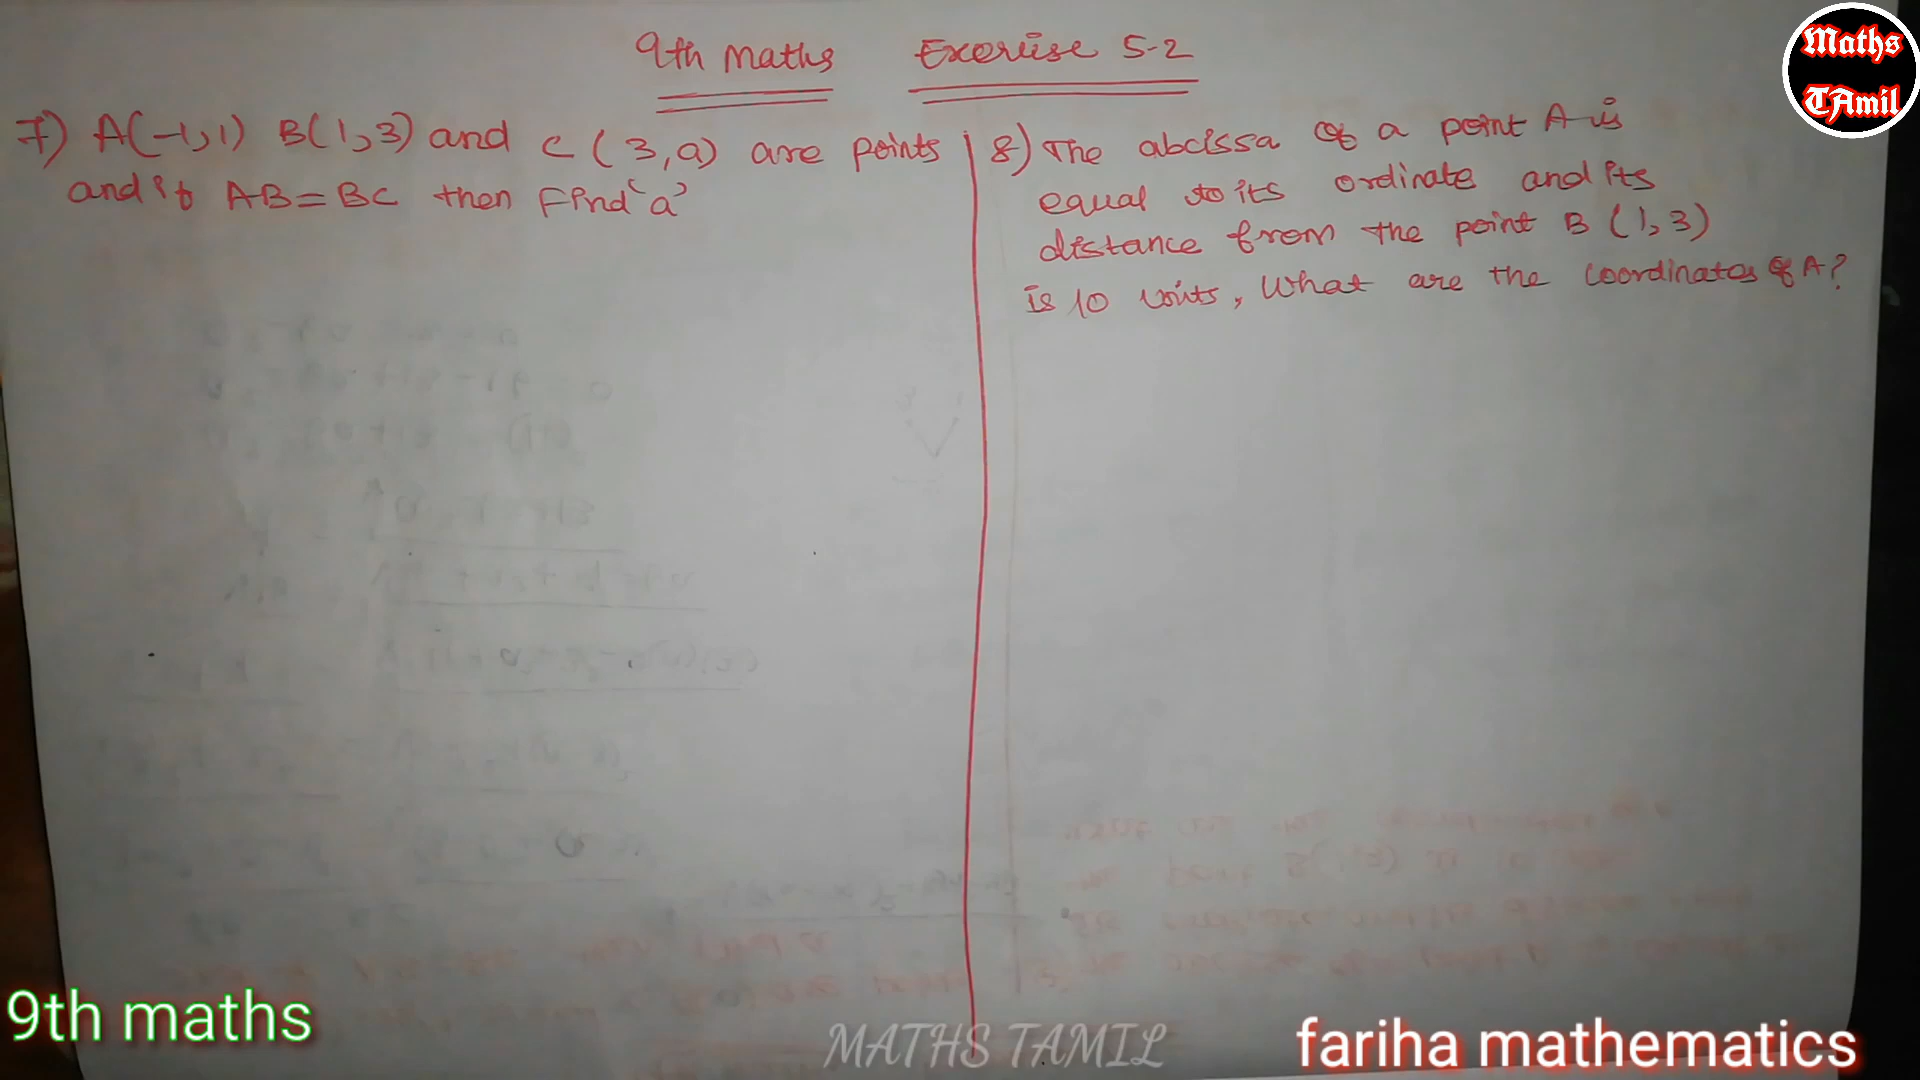 9th maths Exercise 5-2
Maths
TAmil
7) A(-1,1) B(1,3) and C (3,a) are points
and if AB=BC then Find 'a'
8) The abcissa of a point A is
equal to its ordinate and its
distance from the point B (1,3)
is 10 units, What are the coordinates of A?
9th maths
MATHS TAMIL
fariha mathematics